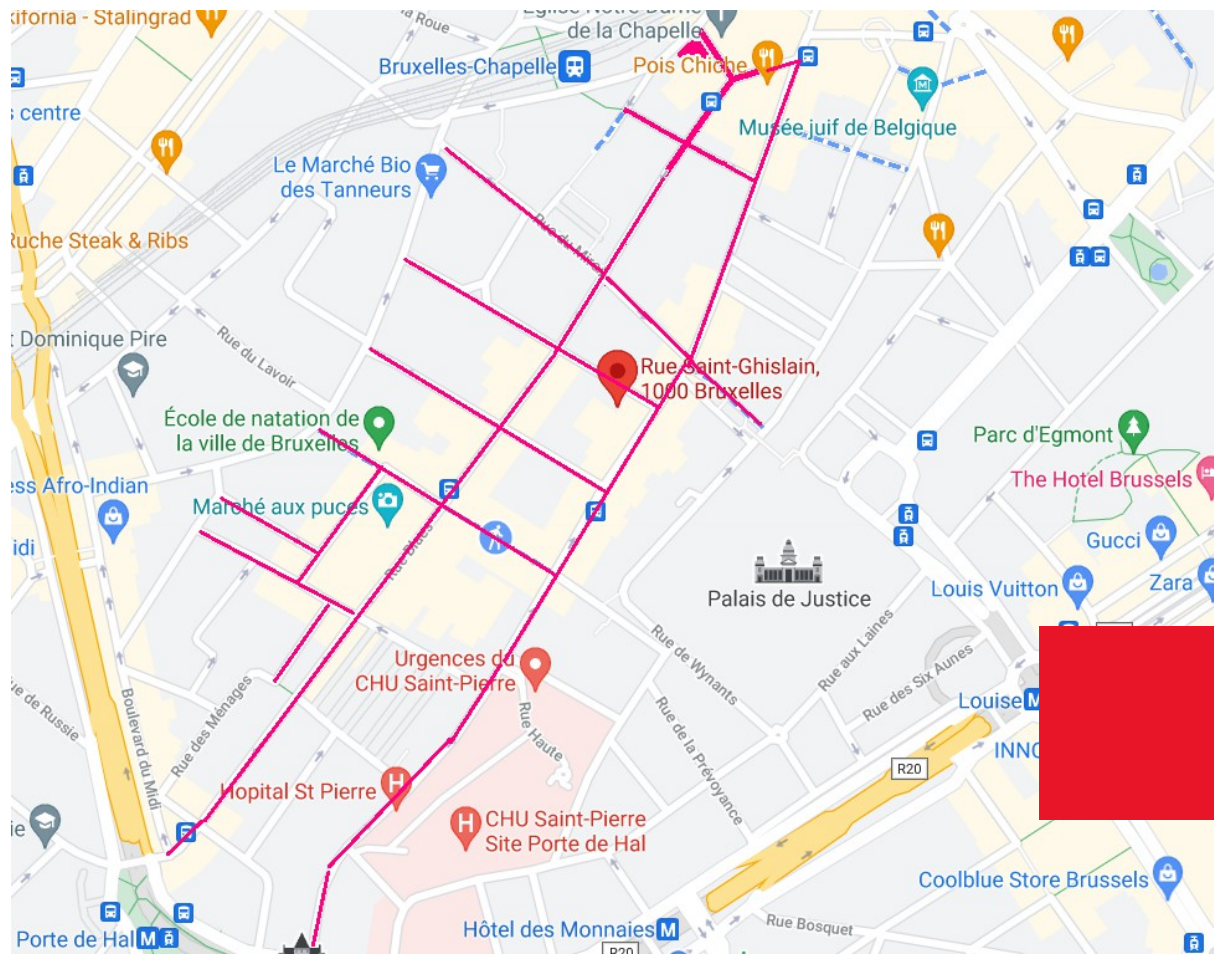 xifornia - Stalingrad
la Roue
Église Notre-Dame
de la Chapelle
Bruxelles-Chapelle
Pois Chiche
s centre
Musée juif de Belgique
Le Marché Bio
des Tanneurs
Ruche Steak & Ribs
Rue du Miroir
t Dominique Pire
Rue du Lavoir
Rue Saint-Ghislain,
1000 Bruxelles
École de natation de
la ville de Bruxelles
Parc d'Egmont
The Hotel Brussels
ess Afro-Indian
Marché aux puces
idi
Rue Blaes
Gucci
Louis Vuitton
Zara
Palais de Justice
Urgences du
CHU Saint-Pierre
Rue de Wynants
Rue aux Laines
Rue des Six Aunes
ue de Russie
Boulevard du Midi
Rue des Ménages
Rue Haute
Rue de la Prévoyance
Louise M
INNO
R20
Hopital St Pierre
H
H
CHU Saint-Pierre
Site Porte de Hal
ie
Coolblue Store Brussels
Rue Bosquet
Porte de Hal M
Hôtel des Monnaies M
R20